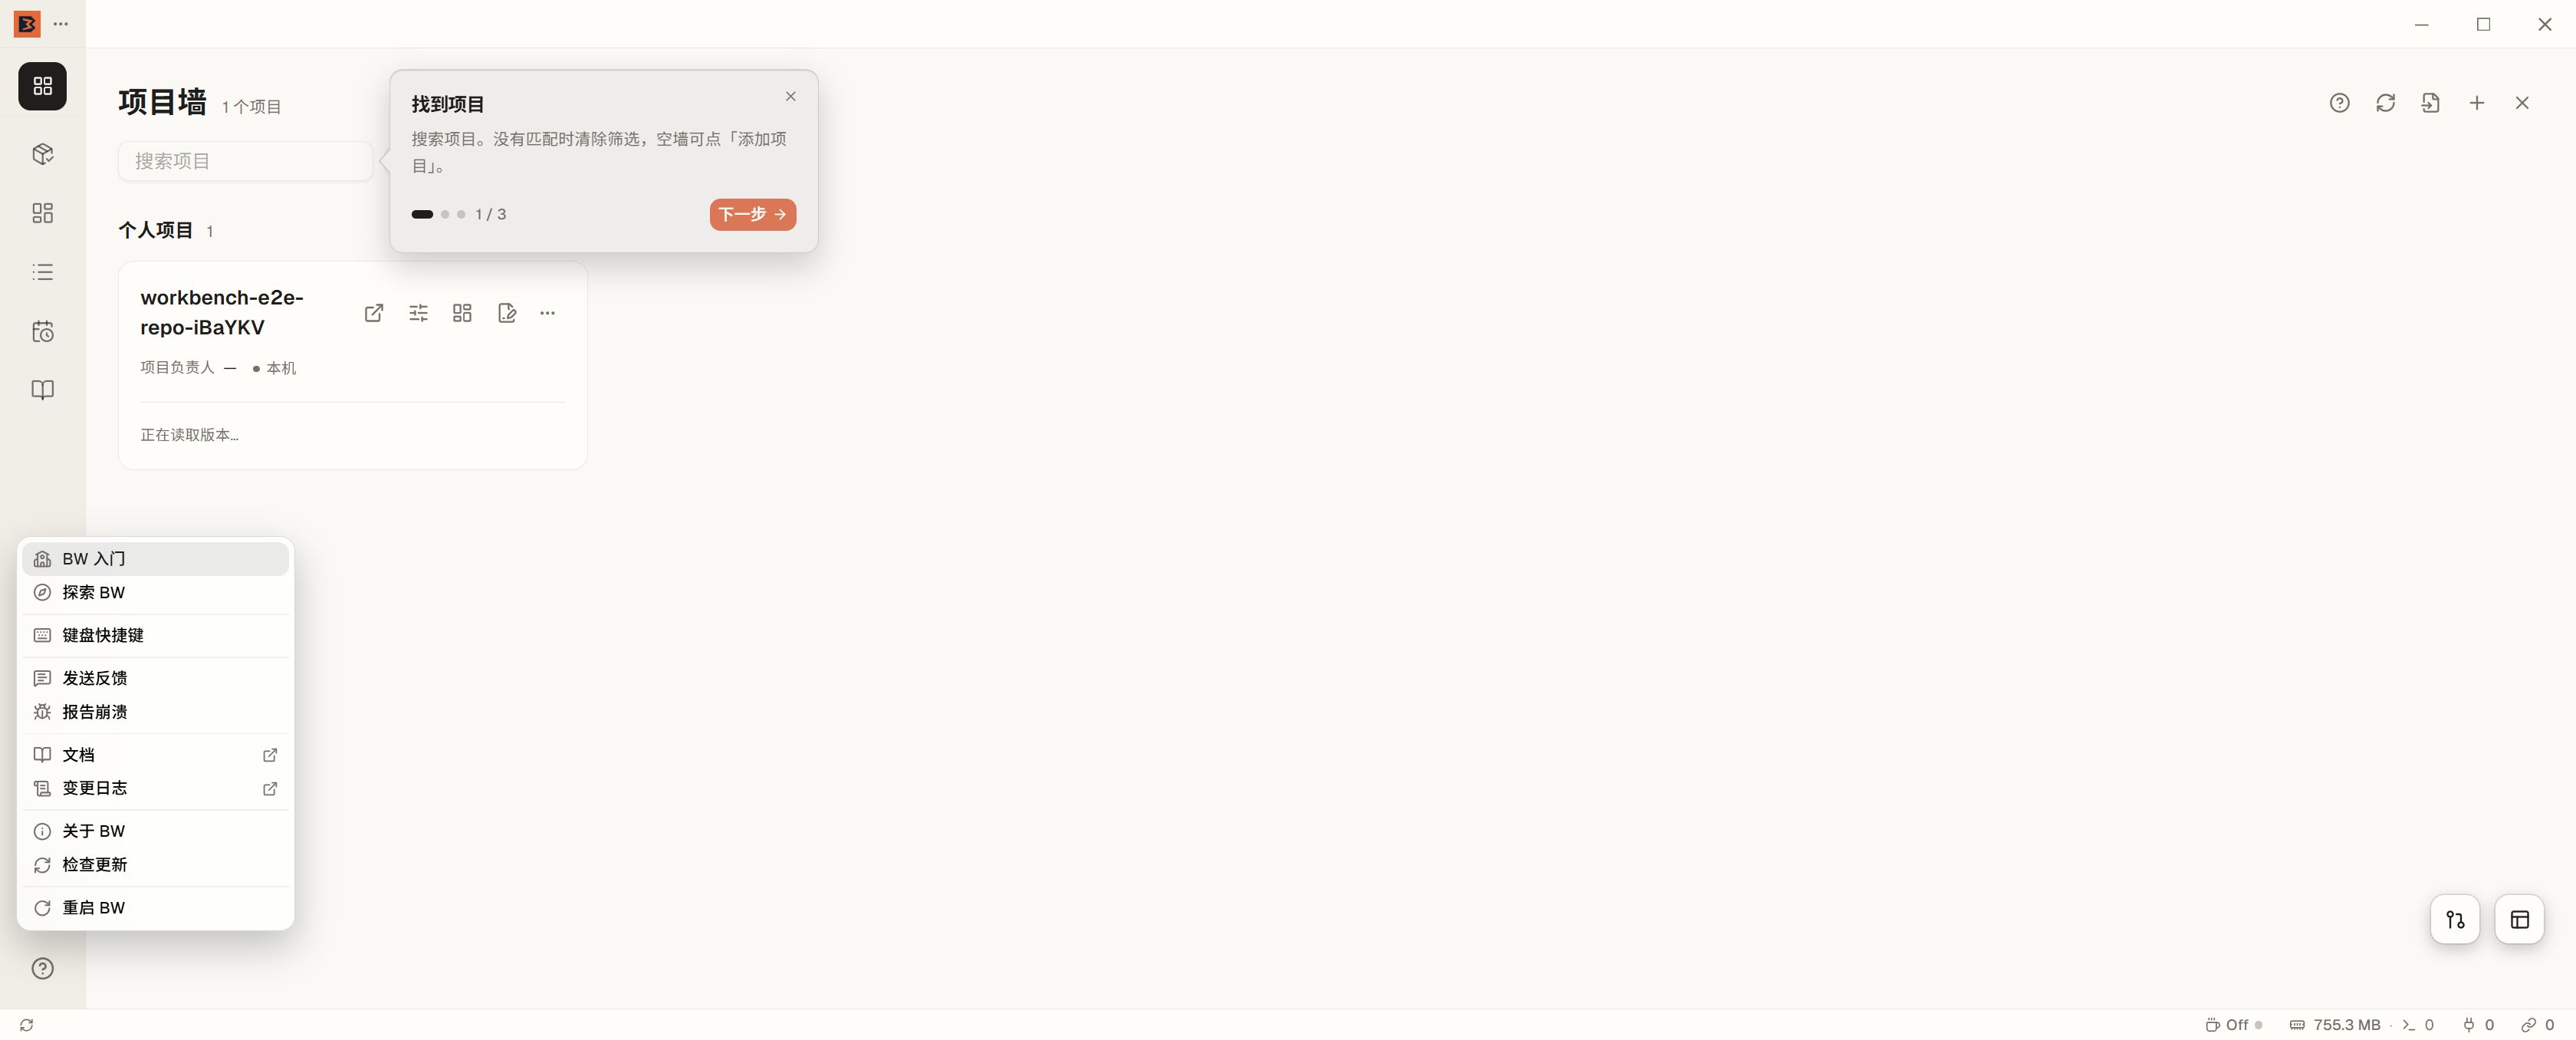 项目墙 1 个项目
搜索项目
找到项目
搜索项目。没有匹配时清除筛选，空墙可点「添加项
目」。
1 / 3
下一步
个人项目 1
workbench-e2e-
repo-iBaYKV
项目负责人 — 本机
正在读取版本...
BW 入门
探索 BW
键盘快捷键
发送反馈
报告崩溃
文档
变更日志
关于 BW
检查更新
重启 BW
Off 755.3 MB · 0 0 0